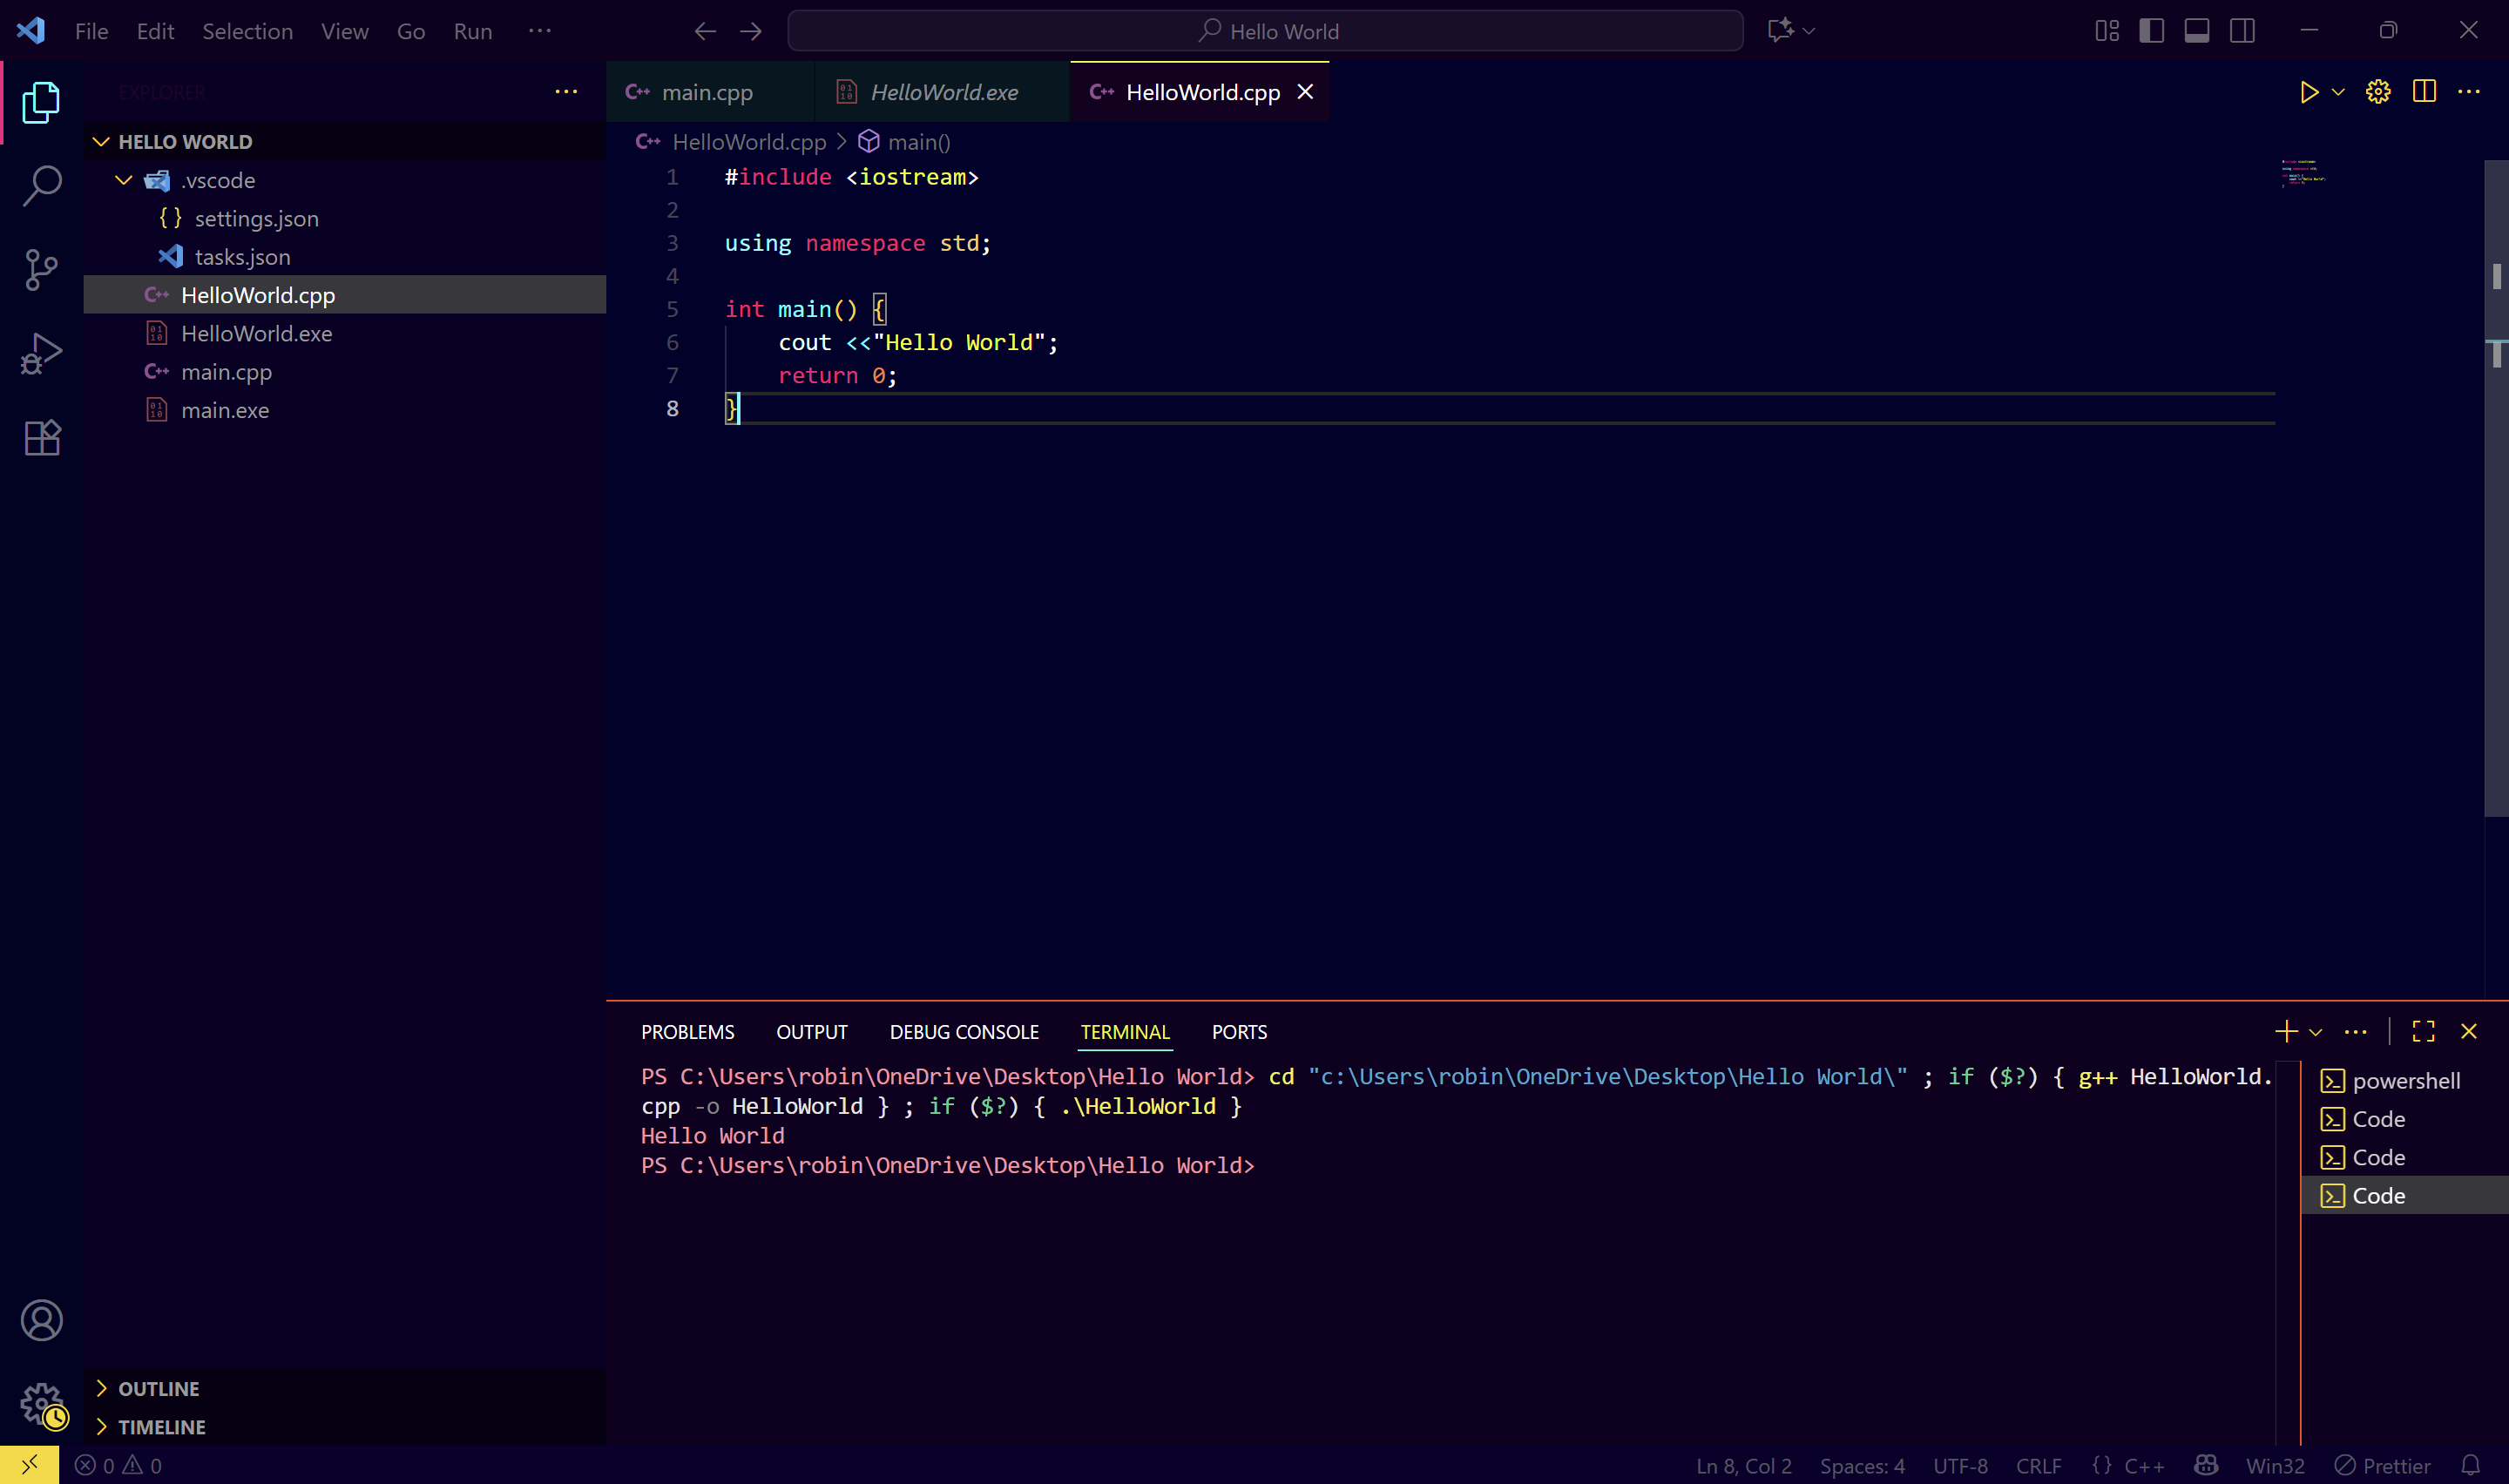 File Edit Selection View Go Run ···
Hello World
EXPLORER
HELLO WORLD
.vscode
{ } settings.json
tasks.json
C++ HelloWorld.cpp
HelloWorld.exe
C++ main.cpp
main.exe
OUTLINE
TIMELINE
C++ main.cpp HelloWorld.exe C++ HelloWorld.cpp
C++ HelloWorld.cpp > main()
1 #include <iostream>
2
3 using namespace std;
4
5 int main() {
6 cout <<"Hello World";
7 return 0;
8 }
PROBLEMS OUTPUT DEBUG CONSOLE TERMINAL PORTS
PS C:\Users\robin\OneDrive\Desktop\Hello World> cd "c:\Users\robin\OneDrive\Desktop\Hello World\" ; if ($?) { g++ HelloWorld.
cpp -o HelloWorld } ; if ($?) { .\HelloWorld }
Hello World
PS C:\Users\robin\OneDrive\Desktop\Hello World>
powershell
Code
Code
Code
0 0 Ln 8, Col 2 Spaces: 4 UTF-8 CRLF { } C++ Win32 Prettier